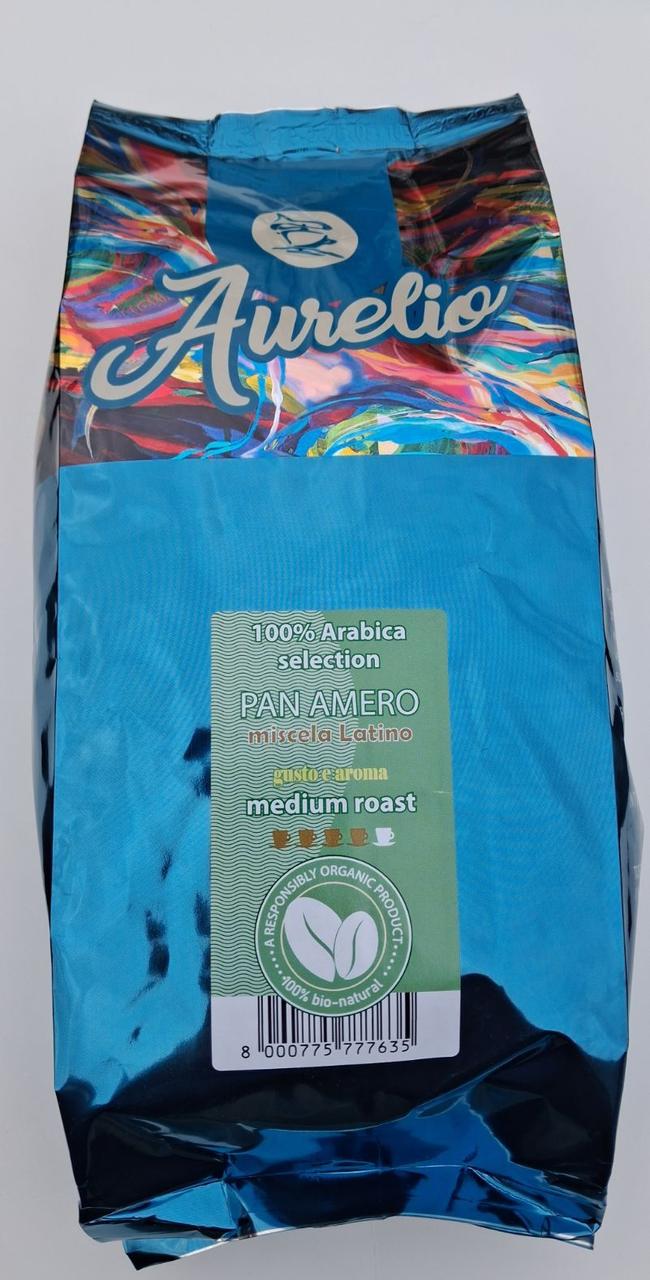 Aurelio
100% Arabica
selection
PAN AMERO
miscela Latino
gusto e aroma
medium roast
A RESPONSIBLY ORGANIC PRODUCT
100% bio-natural
8 000775 777635